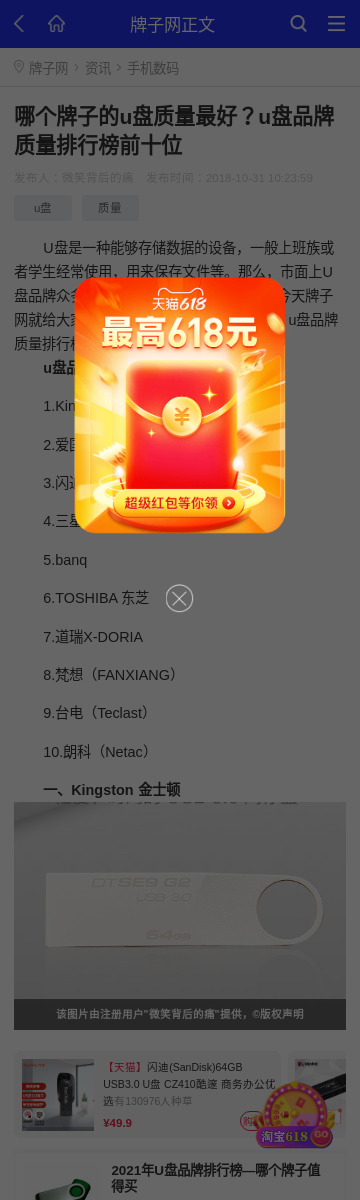 牌子网正文
牌子网 › 资讯 › 手机数码
哪个牌子的u盘质量最好？u盘品牌
质量排行榜前十位
发布人：微笑背后的痛 发布时间：2018-10-31 10:23:59
u盘
质量
U盘是一种能够存储数据的设备，一般上班族或
者学生经常使用，用来保存文件等。那么，市面上U
盘品牌众
今天牌子
网就给大
u盘品牌
质量排行
u盘品
天猫618
最高618元
超级红包等你领
1.Kin
2.爱国
3.闪迪
4.三星
5.banq
6.TOSHIBA 东芝
7.道瑞X-DORIA
8.梵想（FANXIANG）
9.台电（Teclast）
10.朗科（Netac）
一、Kingston 金士顿
DTSE9 G2
USB 3.0
64GB
该图片由注册用户"微笑背后的痛"提供，©版权声明
【天猫】闪迪(SanDisk)64GB
USB3.0 U盘 CZ410酷邃 商务办公优
选有130976人种草
¥49.9
淘宝618 GO
2021年U盘品牌排行榜—哪个牌子值
得买